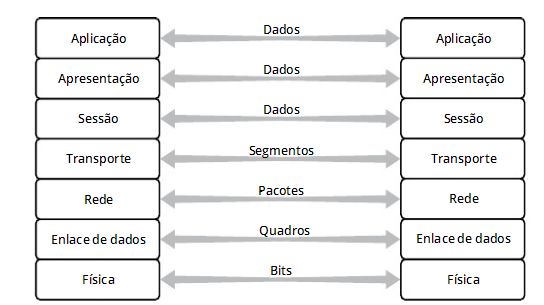 Aplicação Dados Aplicação
Apresentação Dados Apresentação
Sessão Dados Sessão
Transporte Segmentos Transporte
Rede Pacotes Rede
Enlace de dados Quadros Enlace de dados
Física Bits Física